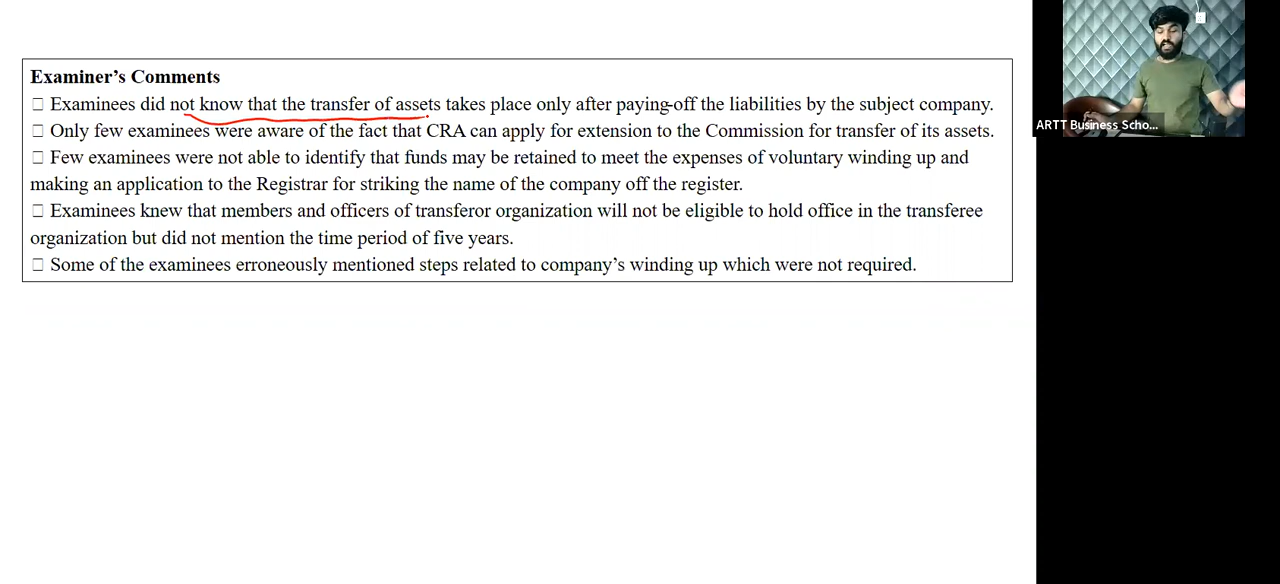 Examiner's Comments
□ Examinees did not know that the transfer of assets takes place only after paying-off the liabilities by the subject company.
□ Only few examinees were aware of the fact that CRA can apply for extension to the Commission for transfer of its assets.
□ Few examinees were not able to identify that funds may be retained to meet the expenses of voluntary winding up and
making an application to the Registrar for striking the name of the company off the register.
□ Examinees knew that members and officers of transferor organization will not be eligible to hold office in the transferee
organization but did not mention the time period of five years.
□ Some of the examinees erroneously mentioned steps related to company's winding up which were not required.
ARTT Business Scho...